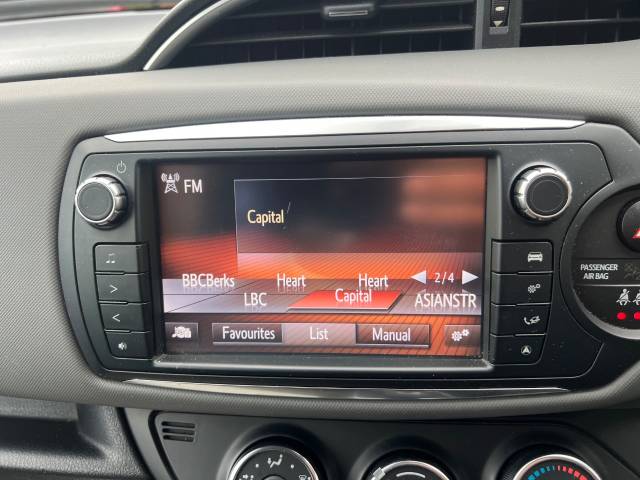 FM
Capital
BBCBerks Heart Heart 2/4
LBC Capital ASIANSTR
Favourites List Manual
PASSENGER
AIR BAG